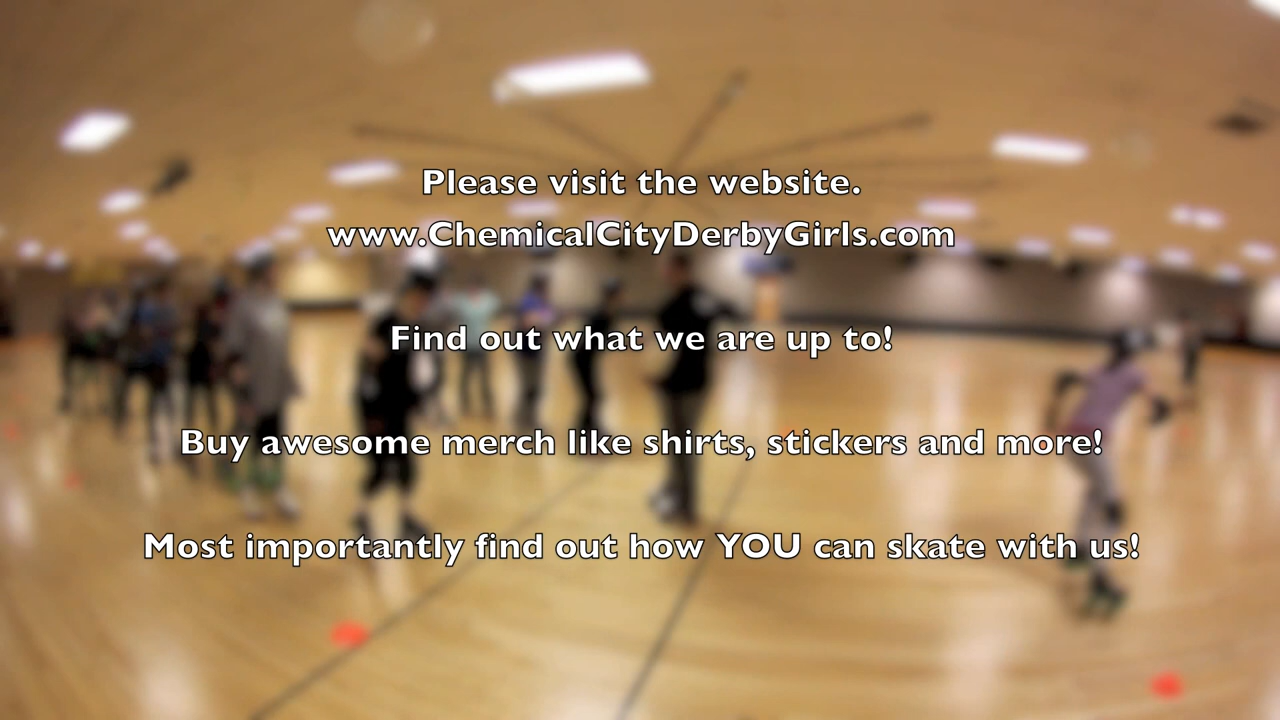 Please visit the website.
www.ChemicalCityDerbyGirls.com
Find out what we are up to!
Buy awesome merch like shirts, stickers and more!
Most importantly find out how YOU can skate with us!